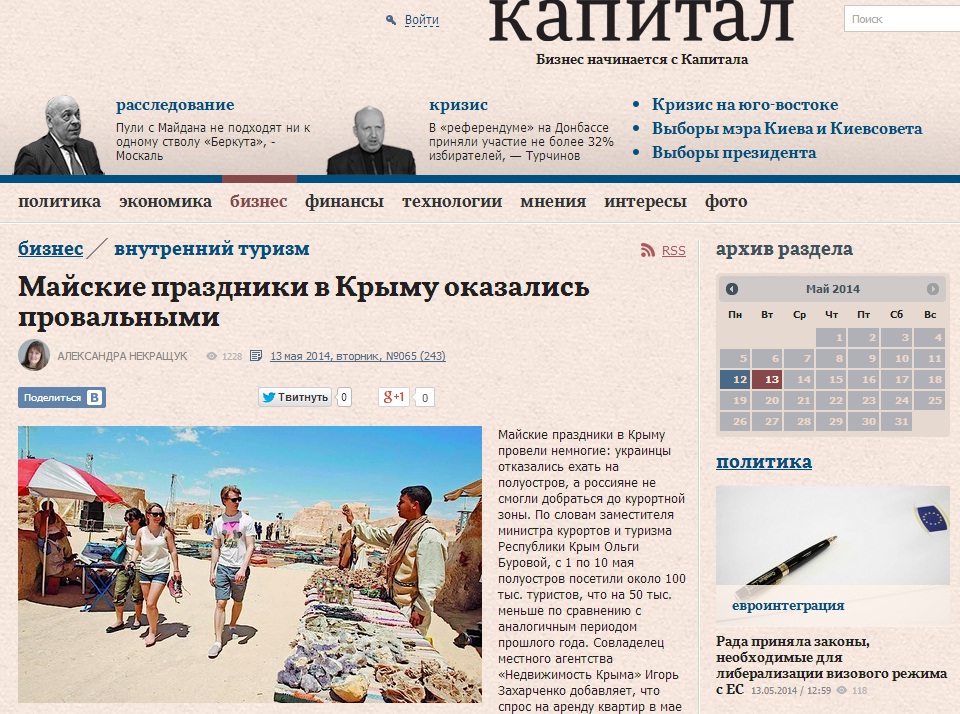 Войти
капитал
Поиск
Бизнес начинается с Капитала
расследование
Пули с Майдана не подходят ни к
одному стволу «Беркута», -
Москаль
кризис
В «референдуме» на Донбассе
приняли участие не более 32%
избирателей, — Турчинов
Кризис на юго-востоке
Выборы мэра Киева и Киевсовета
Выборы президента
политика экономика бизнес финансы технологии мнения интересы фото
бизнес / внутренний туризм
RSS
Майские праздники в Крыму оказались
провальными
АЛЕКСАНДРА НЕКРАЩУК 1228 13 мая 2014, вторник, №065 (243)
Поделиться В
Твитнуть 0
g+1 0
Майские праздники в Крыму
провели немногие: украинцы
отказались ехать на
полуостров, а россияне не
смогли добраться до курортной
зоны. По словам заместителя
министра курортов и туризма
Республики Крым Ольги
Буровой, с 1 по 10 мая
полуостров посетили около 100
тыс. туристов, что на 50 тыс.
меньше по сравнению с
аналогичным периодом
прошлого года. Совладелец
местного агентства
«Недвижимость Крыма» Игорь
Захарченко добавляет, что
спрос на аренду квартир в мае
архив раздела
Май 2014
Пн Вт Ср Чт Пт Сб Вс
1 2 3 4
5 6 7 8 9 10 11
12 13 14 15 16 17 18
19 20 21 22 23 24 25
26 27 28 29 30 31
политика
евроинтеграция
Рада приняла законы,
необходимые для
либерализации визового режима
с ЕС 13.05.2014 / 12:59 118